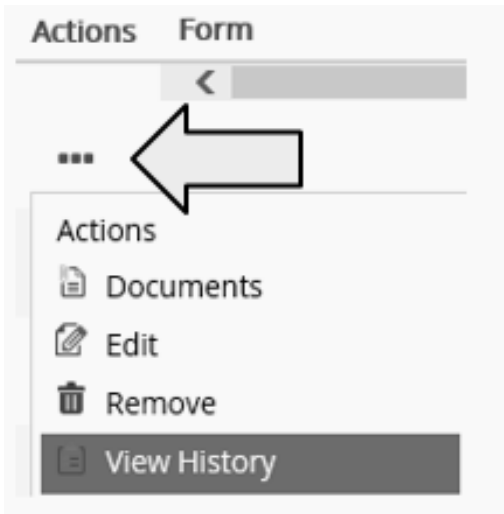 Actions Form
Actions
Documents
Edit
Remove
View History